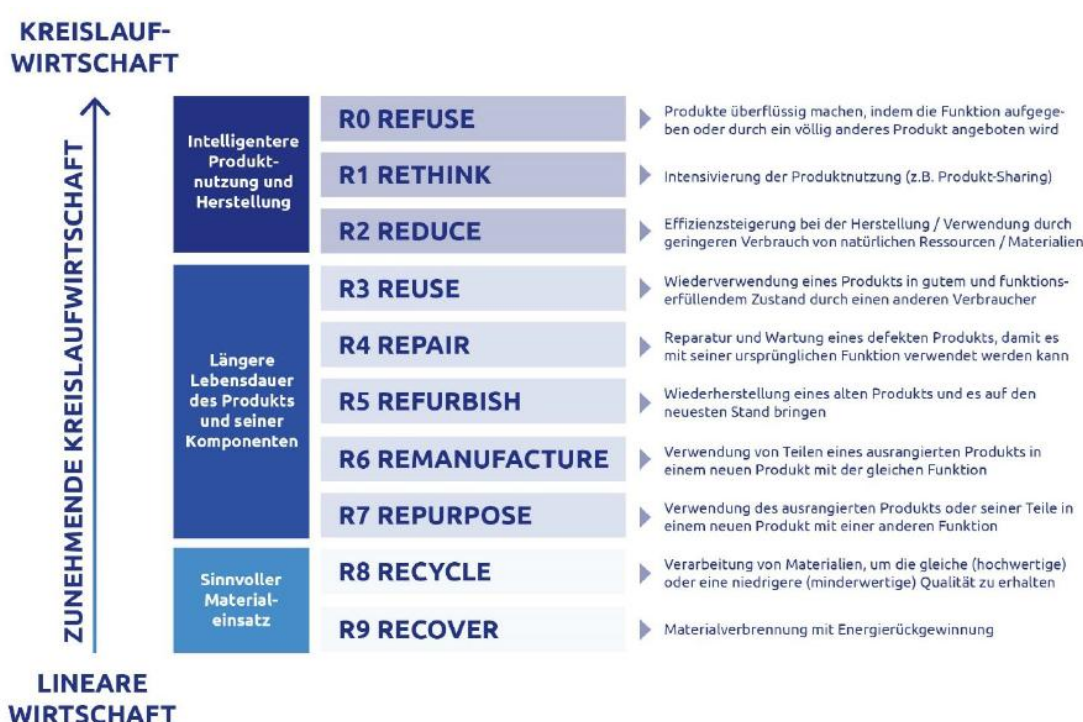 KREISLAUF-
WIRTSCHAFT
ZUNEHMENDE KREISLAUFWIRTSCHAFT
Intelligentere
Produkt-
nutzung und
Herstellung
R0 REFUSE
Produkte überflüssig machen, indem die Funktion aufgege-
ben oder durch ein völlig anderes Produkt angeboten wird
R1 RETHINK
Intensivierung der Produktnutzung (z.B. Produkt-Sharing)
R2 REDUCE
Effizienzsteigerung bei der Herstellung / Verwendung durch
geringeren Verbrauch von natürlichen Ressourcen / Materialien
Längere
Lebensdauer
des Produkts
und seiner
Komponenten
R3 REUSE
Wiederverwendung eines Produkts in gutem und funktions-
erfüllendem Zustand durch einen anderen Verbraucher
R4 REPAIR
Reparatur und Wartung eines defekten Produkts, damit es
mit seiner ursprünglichen Funktion verwendet werden kann
R5 REFURBISH
Wiederherstellung eines alten Produkts und es auf den
neuesten Stand bringen
R6 REMANUFACTURE
Verwendung von Teilen eines ausrangierten Produkts in
einem neuen Produkt mit der gleichen Funktion
R7 REPURPOSE
Verwendung des ausrangierten Produkts oder seiner Teile in
einem neuen Produkt mit einer anderen Funktion
Sinnvoller
Material-
einsatz
R8 RECYCLE
Verarbeitung von Materialien, um die gleiche (hochwertige)
oder eine niedrigere (minderwertige) Qualität zu erhalten
R9 RECOVER
Materialverbrennung mit Energierückgewinnung
LINEARE
WIRTSCHAFT